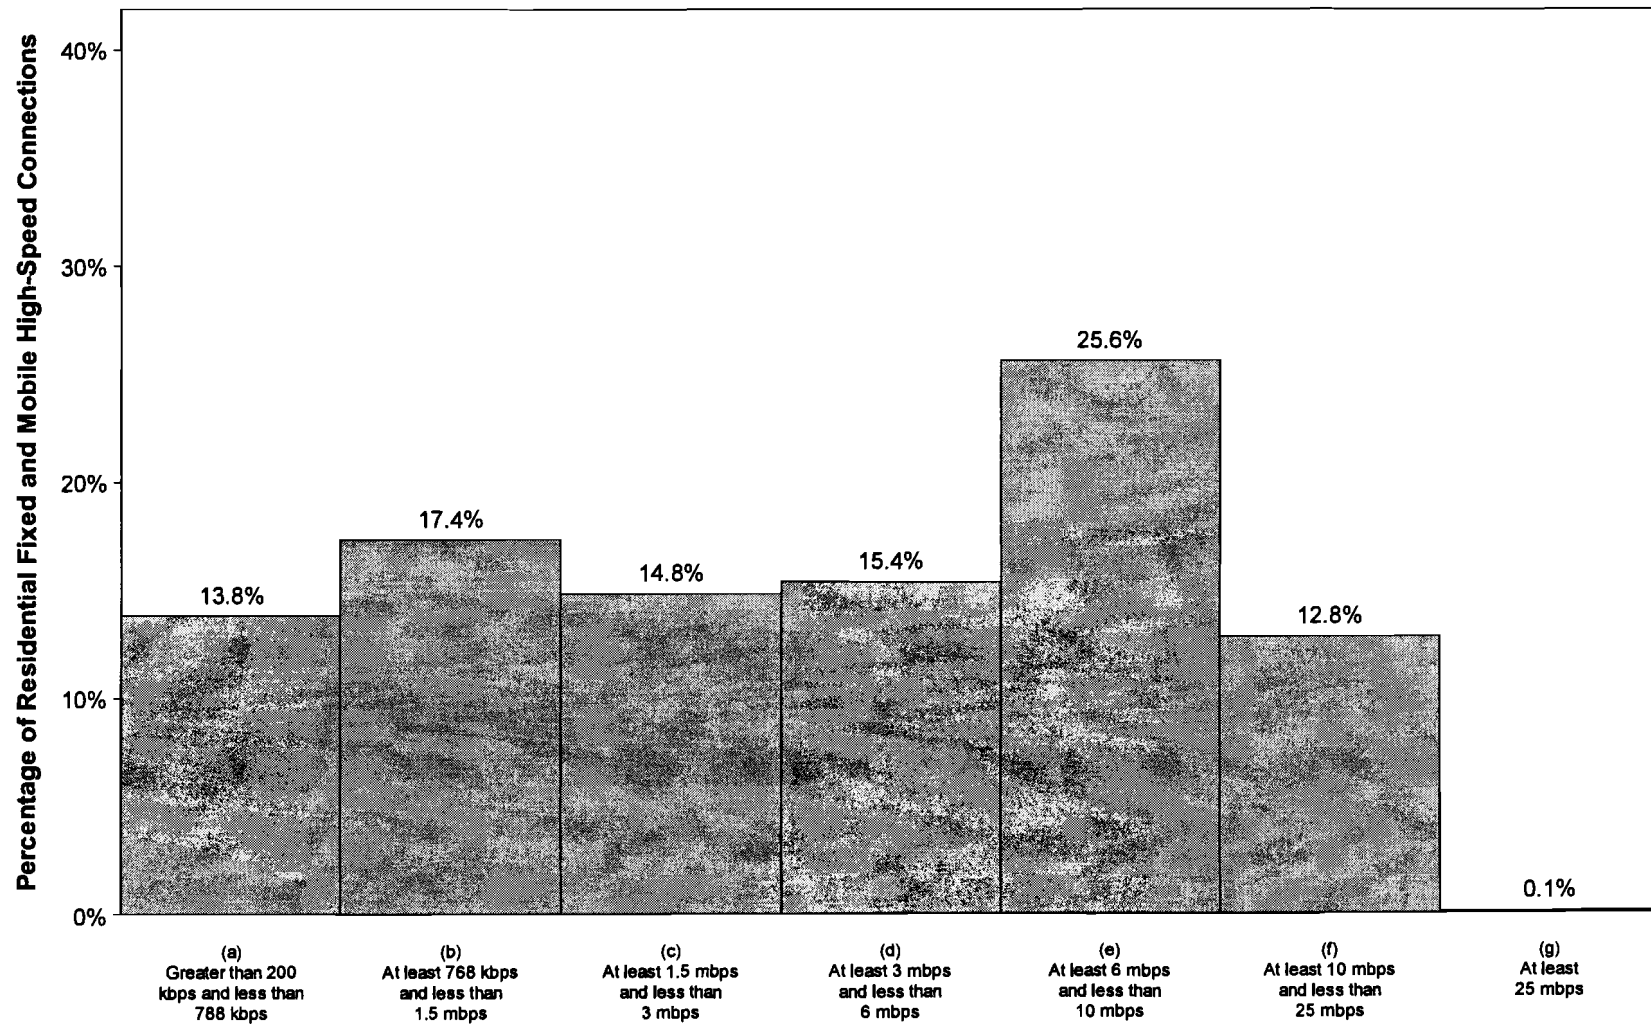 Percentage of Residential Fixed and Mobile High-Speed Connections
40%
30%
20%
10%
0%
13.8%
17.4%
14.8%
15.4%
25.6%
12.8%
0.1%
(a)
Greater than 200
kbps and less than
788 kbps
(b)
At least 768 kbps
and less than
1.5 mbps
(c)
At least 1.5 mbps
and less than
3 mbps
(d)
At least 3 mbps
and less than
6 mbps
(e)
At least 6 mbps
and less than
10 mbps
(f)
At least 10 mbps
and less than
25 mbps
(g)
At least
25 mbps